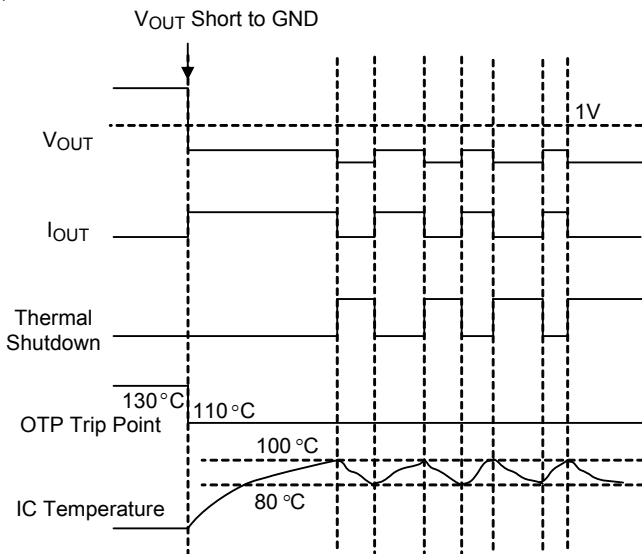 VOUT Short to GND
1V
VOUT
IOUT
Thermal
Shutdown
130 °C
110 °C
OTP Trip Point
100 °C
IC Temperature
80 °C